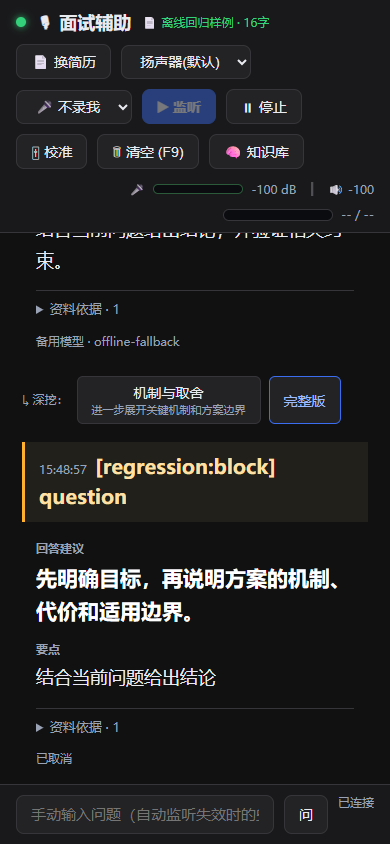 面试辅助 离线回归样例 · 16字
换简历 扬声器(默认)
不录我 ▶ 监听 ⏸ 停止
校准 清空 (F9) 知识库
-100 dB | -100
-- / --
束。
▶ 资料依据 · 1
备用模型 · offline-fallback
↳ 深挖： 机制与取舍 完整版
进一步展开关键机制和方案边界
15:48:57 [regression:block]
question
回答建议
先明确目标，再说明方案的机制、
代价和适用边界。
要点
结合当前问题给出结论
▶ 资料依据 · 1
已取消
手动输入问题（自动监听失效时的 问 已连接